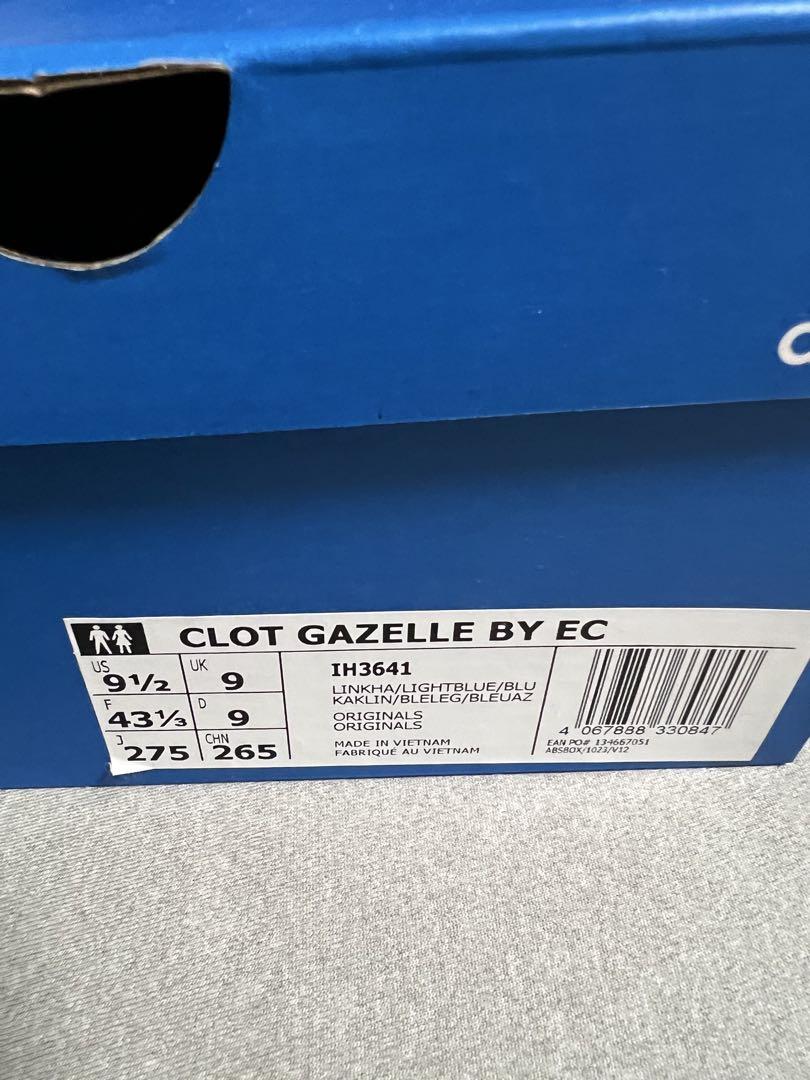 CLOT GAZELLE BY EC
US 9½ UK 9
F 43⅓ D 9
J 275 CHN 265
IH3641
LINKHA/LIGHTBLUE/BLU
KAKLIN/BLELEG/BLEUAZ
ORIGINALS
ORIGINALS
MADE IN VIETNAM
FABRIQUÉ AU VIETNAM
4 067888 330847
EAN PO# 134667051
ABSBOX/1023/V12